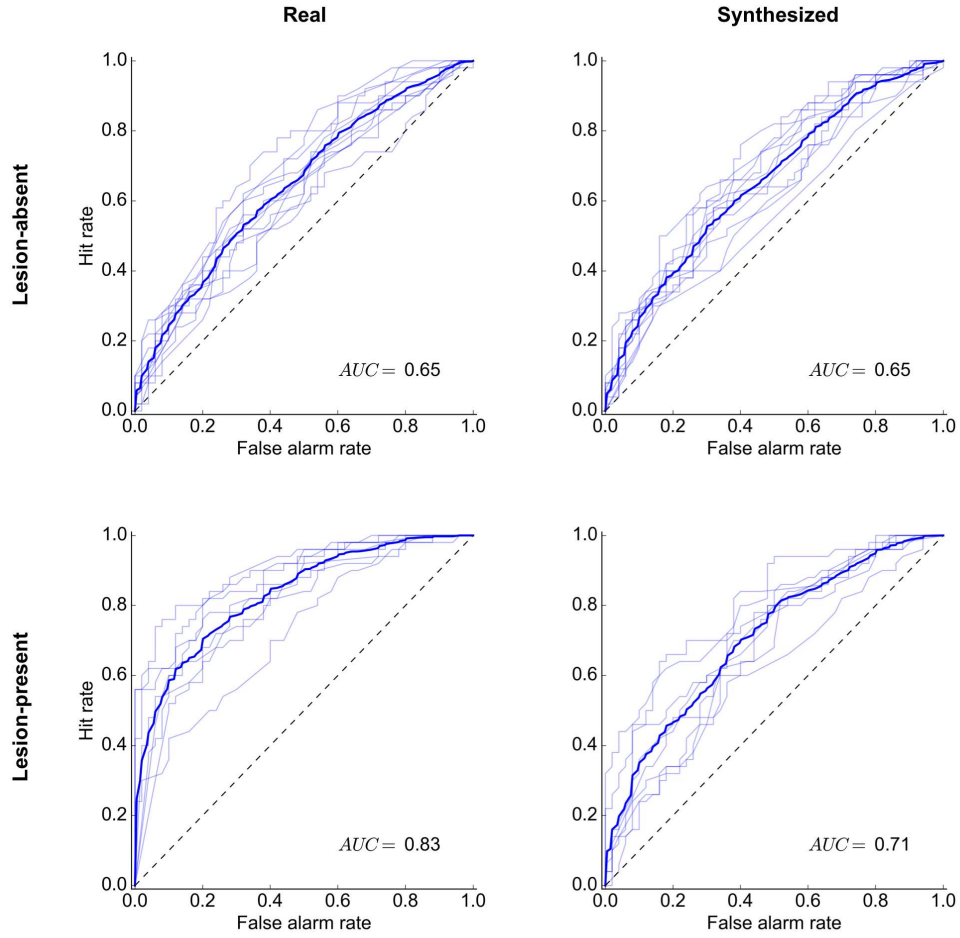 Real
Synthesized
Lesion-absent
Hit rate
1.0
0.8
0.6
0.4
0.2
0.0
0.0 0.2 0.4 0.6 0.8 1.0
False alarm rate
AUC = 0.65
1.0
0.8
0.6
0.4
0.2
0.0
0.0 0.2 0.4 0.6 0.8 1.0
False alarm rate
AUC = 0.65
Lesion-present
Hit rate
1.0
0.8
0.6
0.4
0.2
0.0
0.0 0.2 0.4 0.6 0.8 1.0
False alarm rate
AUC = 0.83
1.0
0.8
0.6
0.4
0.2
0.0
0.0 0.2 0.4 0.6 0.8 1.0
False alarm rate
AUC = 0.71